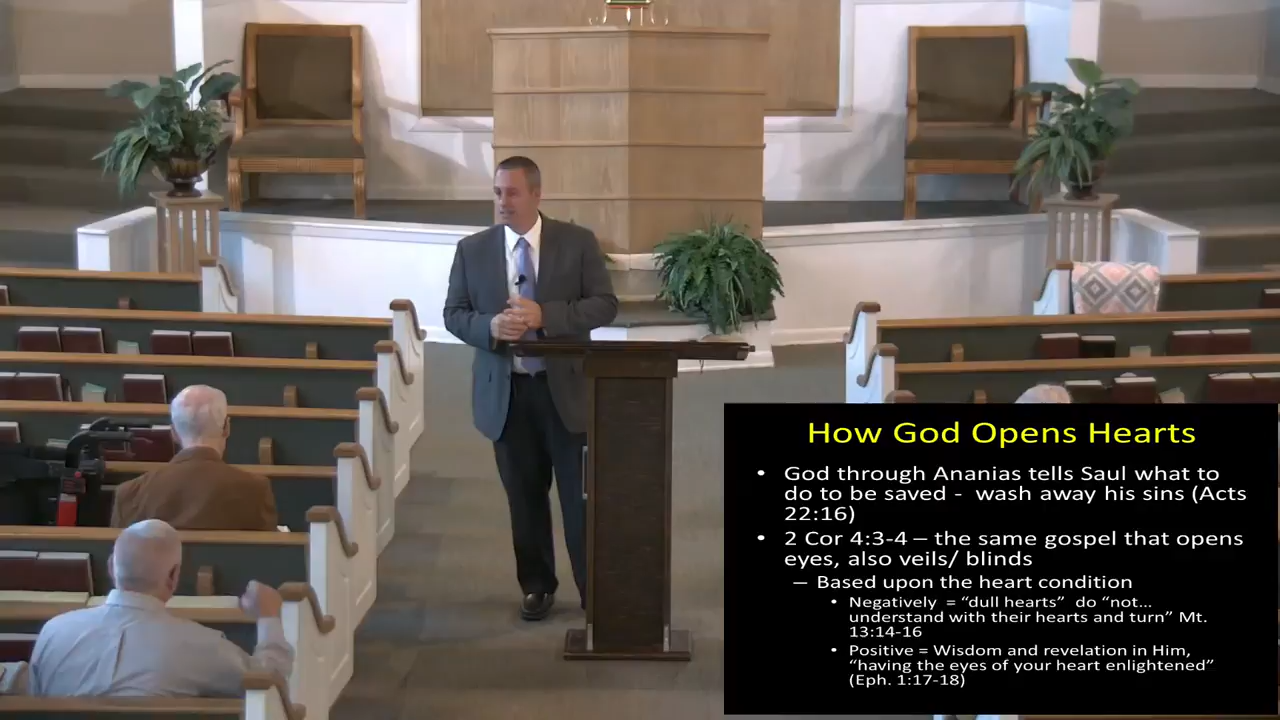 How God Opens Hearts
• God through Ananias tells Saul what to
do to be saved - wash away his sins (Acts
22:16)
• 2 Cor 4:3-4 – the same gospel that opens
eyes, also veils/ blinds
– Based upon the heart condition
• Negatively = “dull hearts” do “not...
understand with their hearts and turn” Mt.
13:14-16
• Positive = Wisdom and revelation in Him,
“having the eyes of your heart enlightened”
(Eph. 1:17-18)